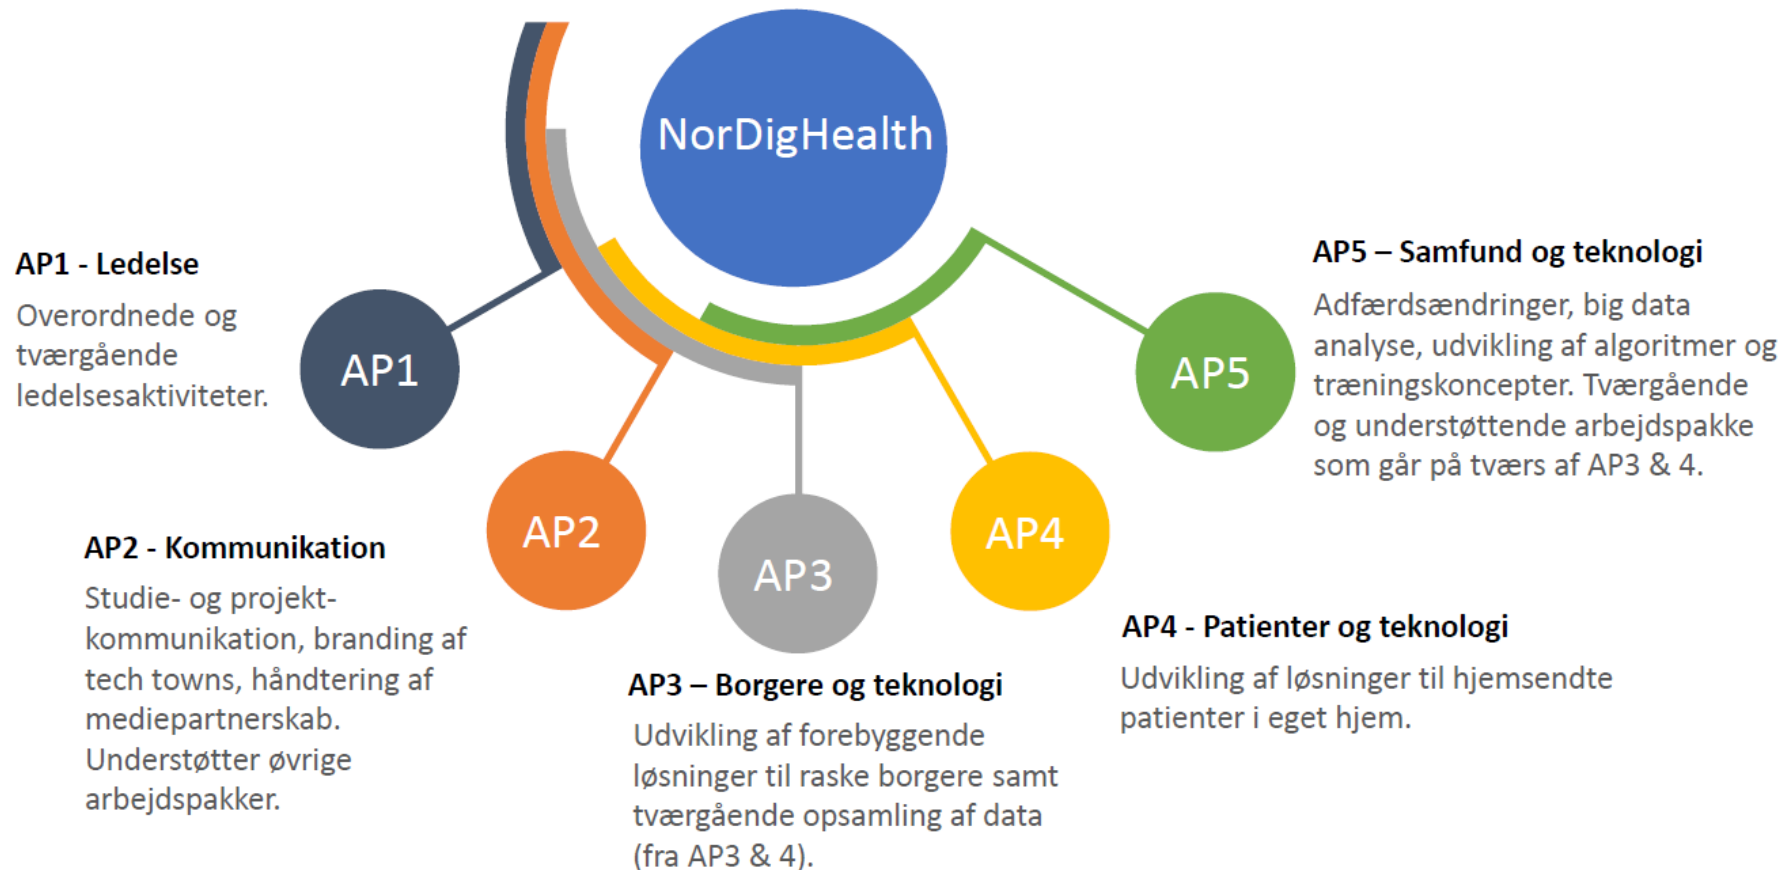 NorDigHealth
AP1 - Ledelse
Overordnede og
tværgående
ledelsesaktiviteter.
AP1
AP2 - Kommunikation
Studie- og projekt-
kommunikation, branding af
tech towns, håndtering af
mediepartnerskab.
Understøtter øvrige
arbejdspakker.
AP2
AP3
AP3 – Borgere og teknologi
Udvikling af forebyggende
løsninger til raske borgere samt
tværgående opsamling af data
(fra AP3 & 4).
AP4
AP4 - Patienter og teknologi
Udvikling af løsninger til hjemsendte
patienter i eget hjem.
AP5
AP5 – Samfund og teknologi
Adfærdsændringer, big data
analyse, udvikling af algoritmer og
træningskoncepter. Tværgående
og understøttende arbejdspakke
som går på tværs af AP3 & 4.